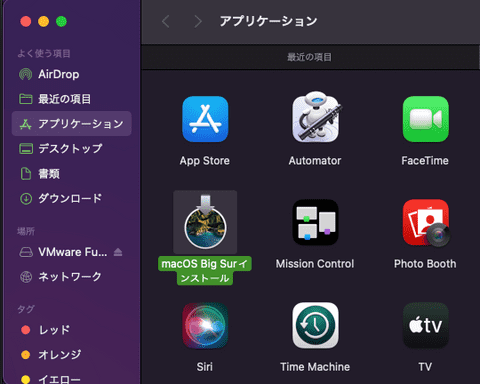 アプリケーション
よく使う項目
AirDrop
最近の項目
アプリケーション
デスクトップ
書類
ダウンロード
場所
VMware Fu...
ネットワーク
タグ
レッド
オレンジ
イエロー
最近の項目
App Store
Automator
FaceTime
macOS Big Surイ
ンストール
Mission Control
Photo Booth
Siri
Time Machine
tv
TV